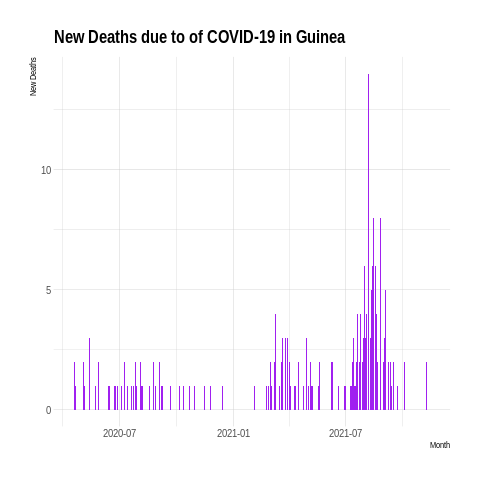 New Deaths due to of COVID-19 in Guinea
New Deaths
10
5
0
2020-07
2021-01
2021-07
Month